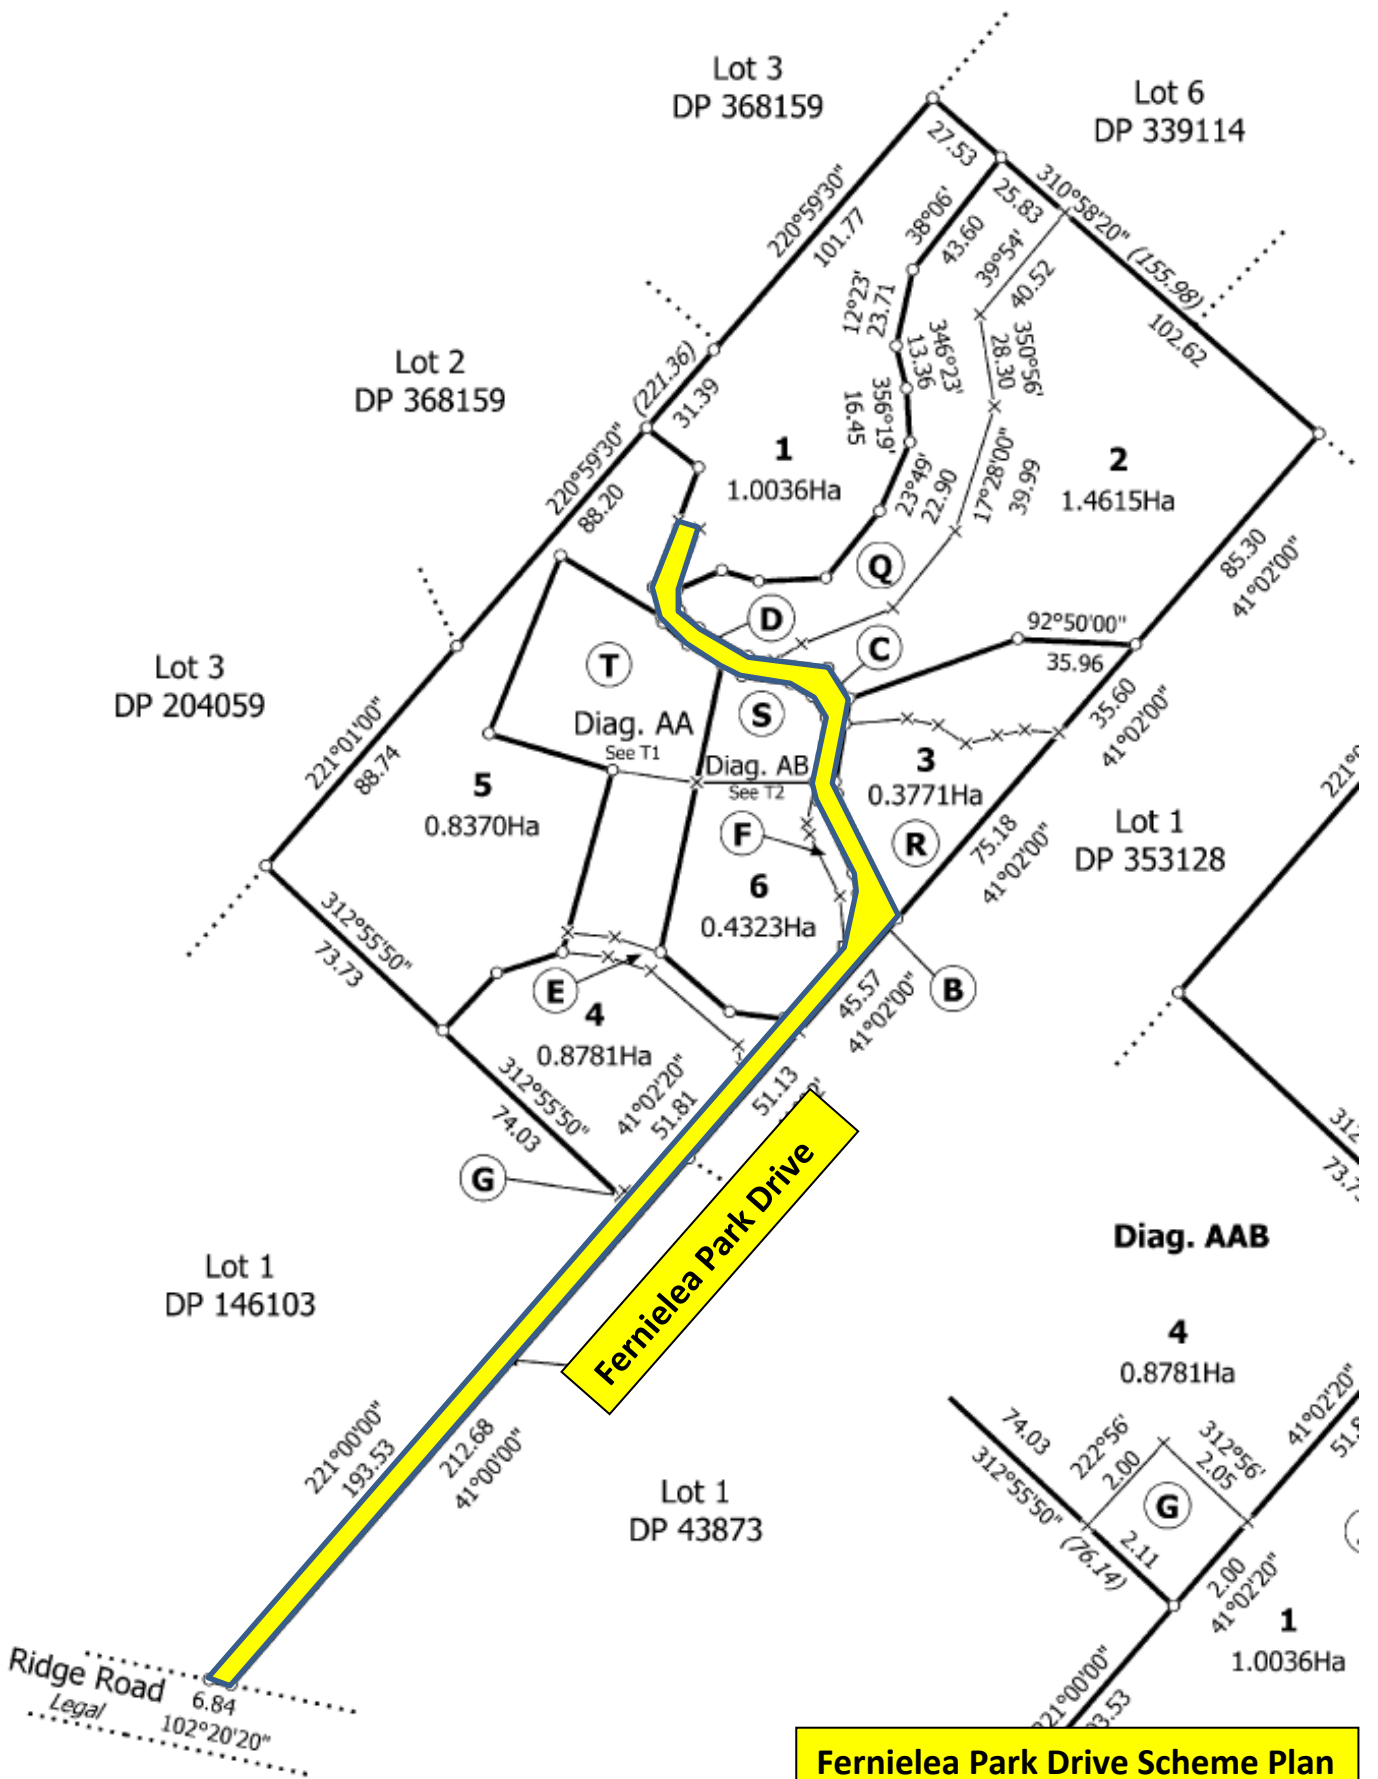 Lot 3
DP 368159
Lot 6
DP 339114
27.53
25.83
310°58'20" (155.98)
102.62
220°59'30"
101.77
38°06'
43.60
39°54'
40.52
12°23'
23.71
346°23'
13.36
350°56'
28.30
356°19'
16.45
23°49'
22.90
17°28'00"
39.99
Lot 2
DP 368159
(221.36)
31.39
220°59'30"
88.20
1
1.0036Ha
2
1.4615Ha
85.30
41°02'00"
Q
D
C
92°50'00"
35.96
35.60
41°02'00"
Lot 3
DP 204059
T
Diag. AA
See T1
S
Diag. AB
See T2
221°01'00"
88.74
5
0.8370Ha
3
0.3771Ha
F
R
75.18
41°02'00"
Lot 1
DP 353128
6
0.4323Ha
312°55'50"
73.73
E
B
45.57
41°02'00"
4
0.8781Ha
312°55'50"
74.03
41°02'20"
51.81
51.13
G
Fernielea Park Drive
Lot 1
DP 146103
Diag. AAB
4
0.8781Ha
74.03
312°55'50" (76.14)
222°56'
2.00
312°56'
2.05
41°02'20"
G
2.11
2.00
41°02'20"
1
1.0036Ha
221°00'00"
193.53
212.68
41°00'00"
Lot 1
DP 43873
Ridge Road
Legal
6.84
102°20'20"
Fernielea Park Drive Scheme Plan